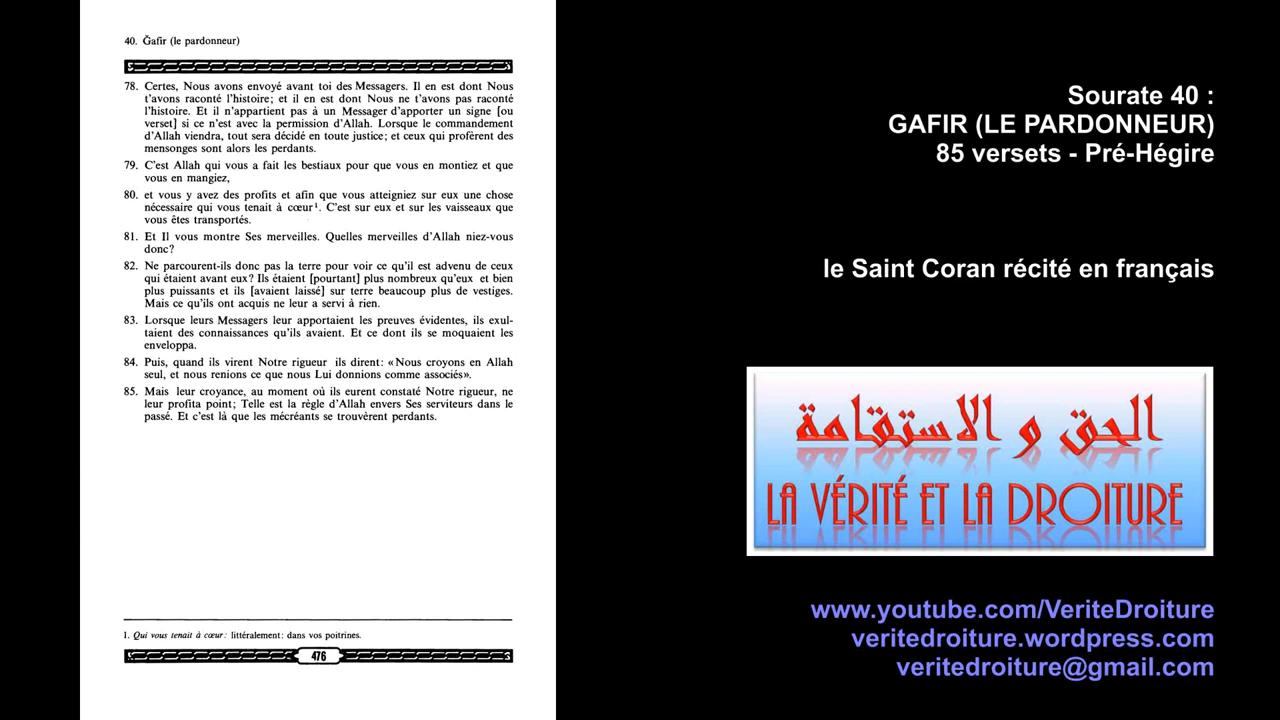 40. Ğafir (le pardonneur)
78. Certes, Nous avons envoyé avant toi des Messagers. Il en est dont Nous
t'avons raconté l'histoire; et il en est dont Nous ne t'avons pas raconté
l'histoire. Et il n'appartient pas à un Messager d'apporter un signe [ou
verset] si ce n'est avec la permission d'Allah. Lorsque le commandement
d'Allah viendra, tout sera décidé en toute justice; et ceux qui profèrent des
mensonges sont alors les perdants.
79. C'est Allah qui vous a fait les bestiaux pour que vous en montiez et que
vous en mangiez,
80. et vous y avez des profits et afin que vous atteigniez sur eux une chose
nécessaire qui vous tenait à cœur¹. C'est sur eux et sur les vaisseaux que
vous êtes transportés.
81. Et Il vous montre Ses merveilles. Quelles merveilles d'Allah niez-vous
donc?
82. Ne parcourent-ils donc pas la terre pour voir ce qu'il est advenu de ceux
qui étaient avant eux? Ils étaient [pourtant] plus nombreux qu'eux et bien
plus puissants et ils [avaient laissé] sur terre beaucoup plus de vestiges.
Mais ce qu'ils ont acquis ne leur a servi à rien.
83. Lorsque leurs Messagers leur apportaient les preuves évidentes, ils exul-
taient des connaissances qu'ils avaient. Et ce dont ils se moquaient les
enveloppa.
84. Puis, quand ils virent Notre rigueur ils dirent: «Nous croyons en Allah
seul, et nous renions ce que nous Lui donnions comme associés».
85. Mais leur croyance, au moment où ils eurent constaté Notre rigueur, ne
leur profita point; Telle est la règle d'Allah envers Ses serviteurs dans le
passé. Et c'est là que les mécréants se trouvèrent perdants.
1. Qui vous tenait à cœur: littéralement: dans vos poitrines.
476
Sourate 40 :
GAFIR (LE PARDONNEUR)
85 versets - Pré-Hégire
le Saint Coran récité en français
الحق و الاستقامة
LA VÉRITÉ ET LA DROITURE
www.youtube.com/VeriteDroiture
veritedroiture.wordpress.com
veritedroiture@gmail.com